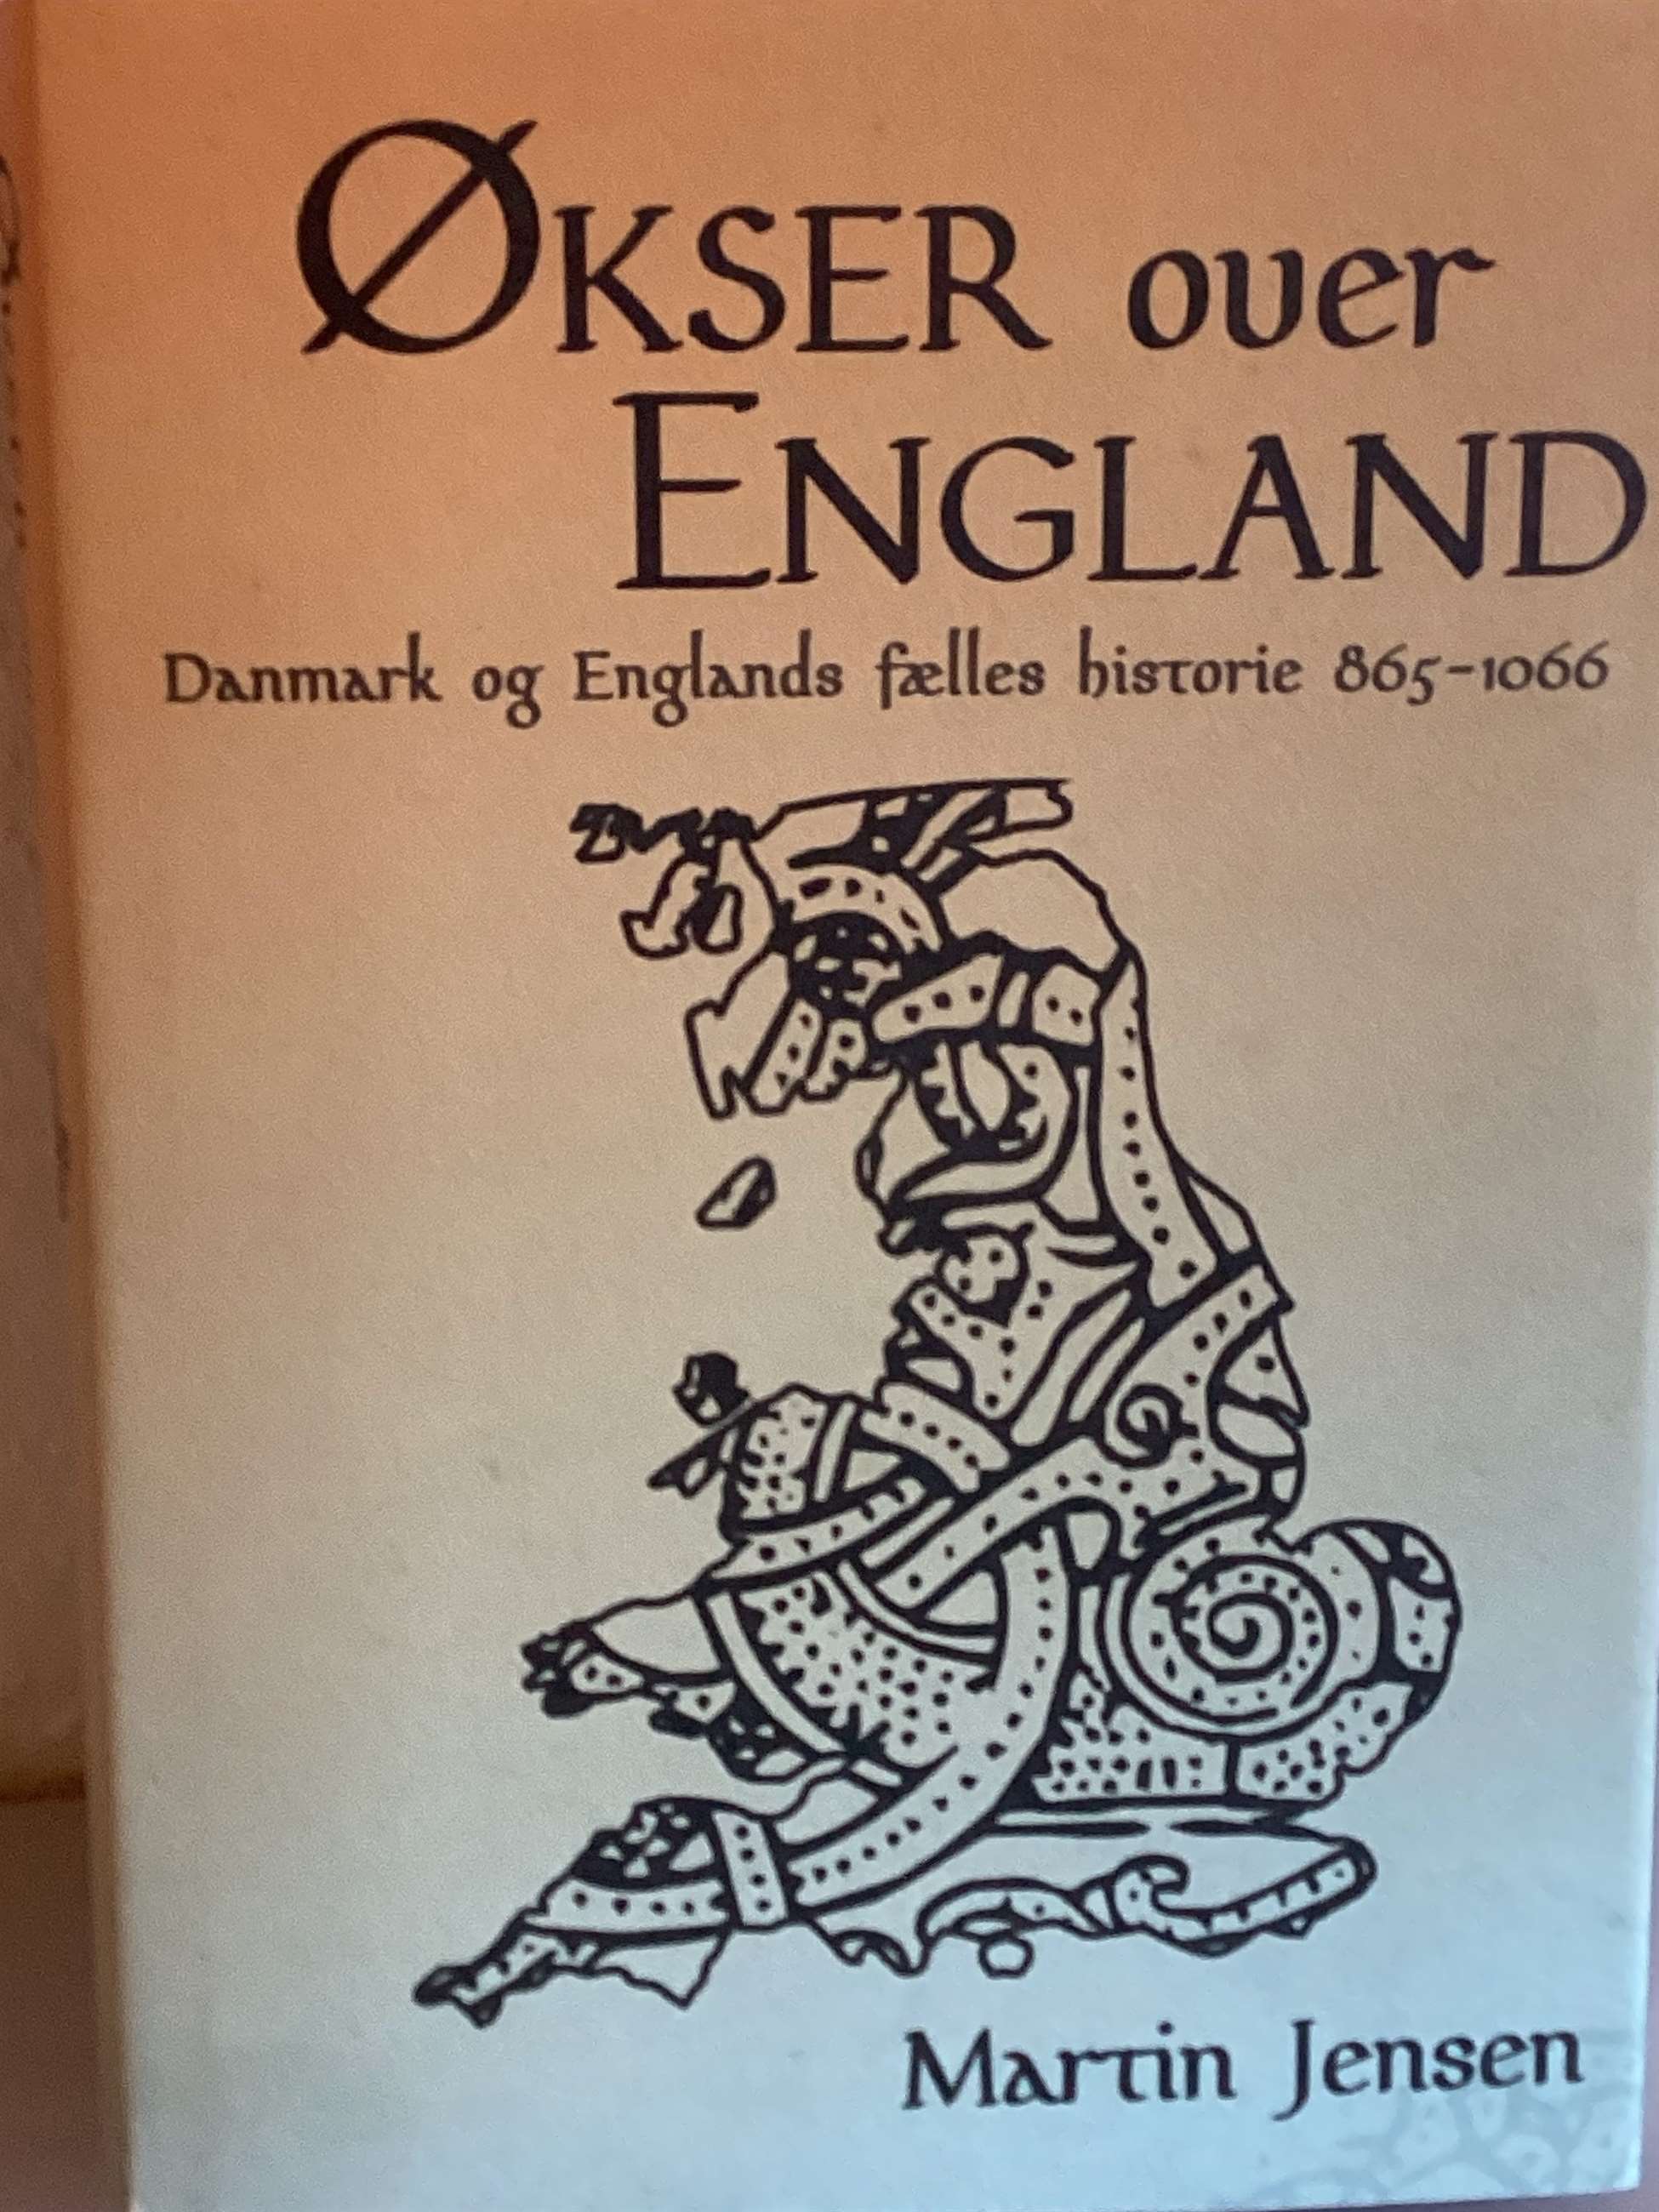 ØKSER over
ENGLAND
Danmark og Englands fælles historie 865-1066
Martin Jensen